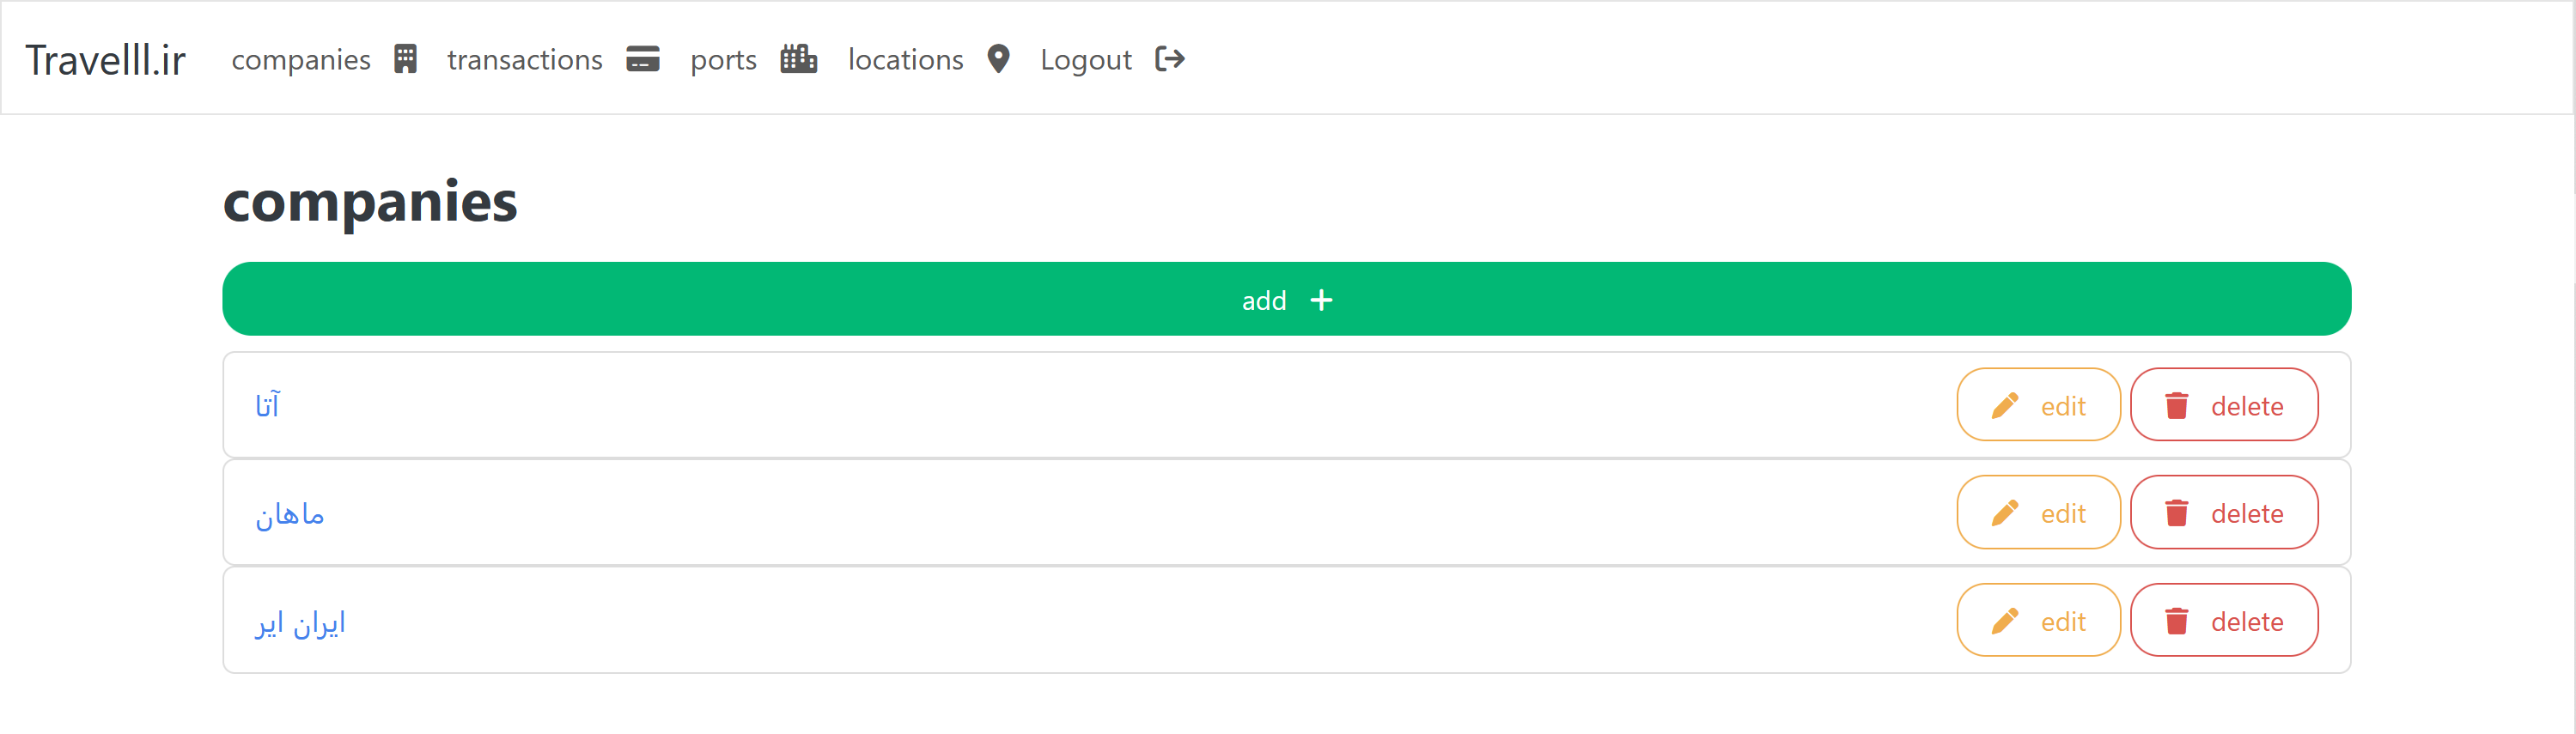 Travelll.ir companies transactions ports locations Logout
companies
add
آتا edit delete
ماهان edit delete
ایران ایر edit delete